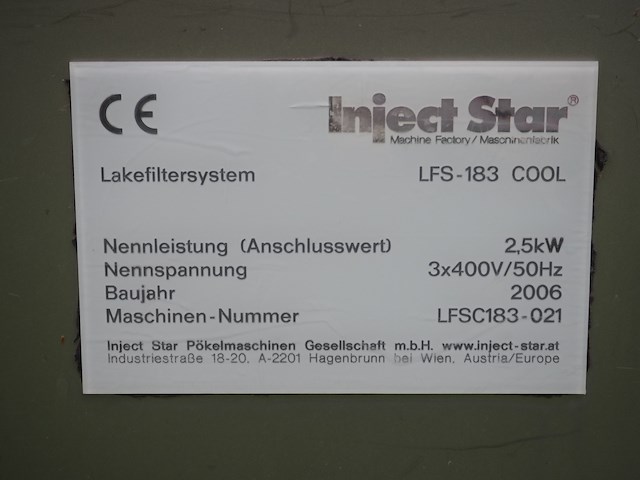 CE
Inject Star®
Machine Factory / Maschinenfabrik
Lakefiltersystem LFS-183 COOL
Nennleistung (Anschlusswert) 2,5kW
Nennspannung 3x400V/50Hz
Baujahr 2006
Maschinen-Nummer LFSC183-021
Inject Star Pökelmaschinen Gesellschaft m.b.H. www.inject-star.at
Industriestraße 18-20, A-2201 Hagenbrunn bei Wien, Austria/Europe